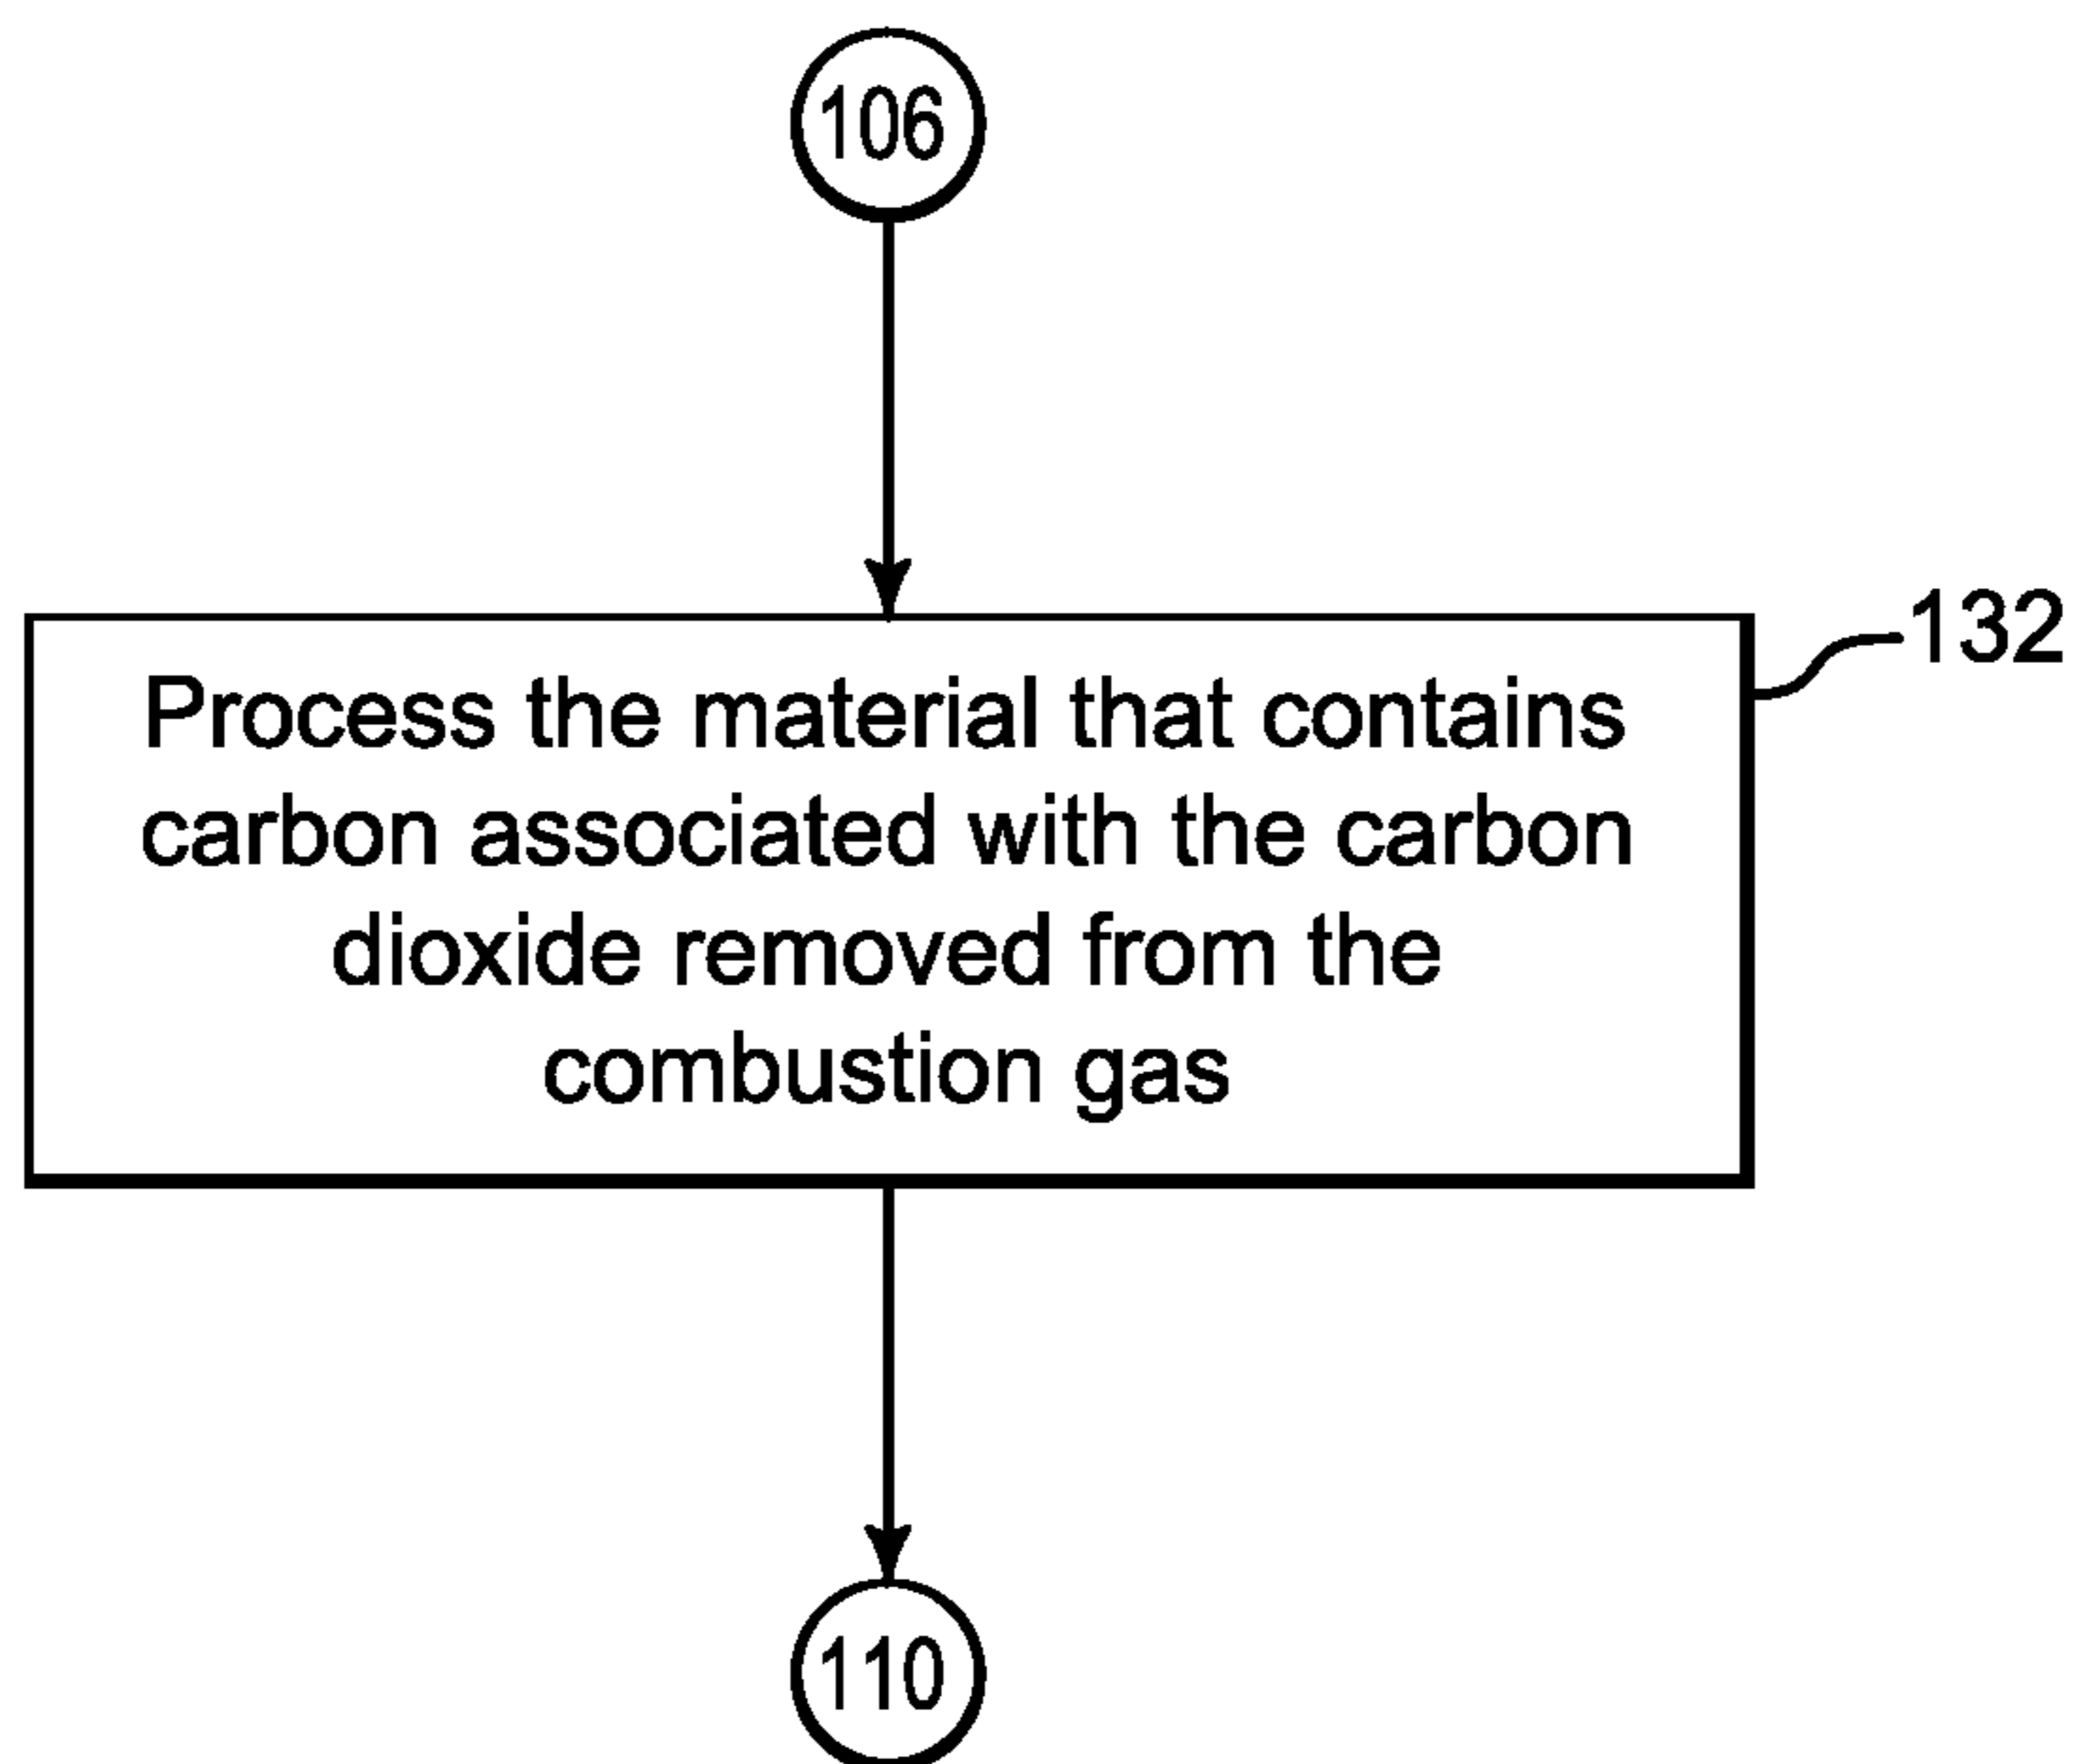 106
132
Process the material that contains
carbon associated with the carbon
dioxide removed from the
combustion gas
110